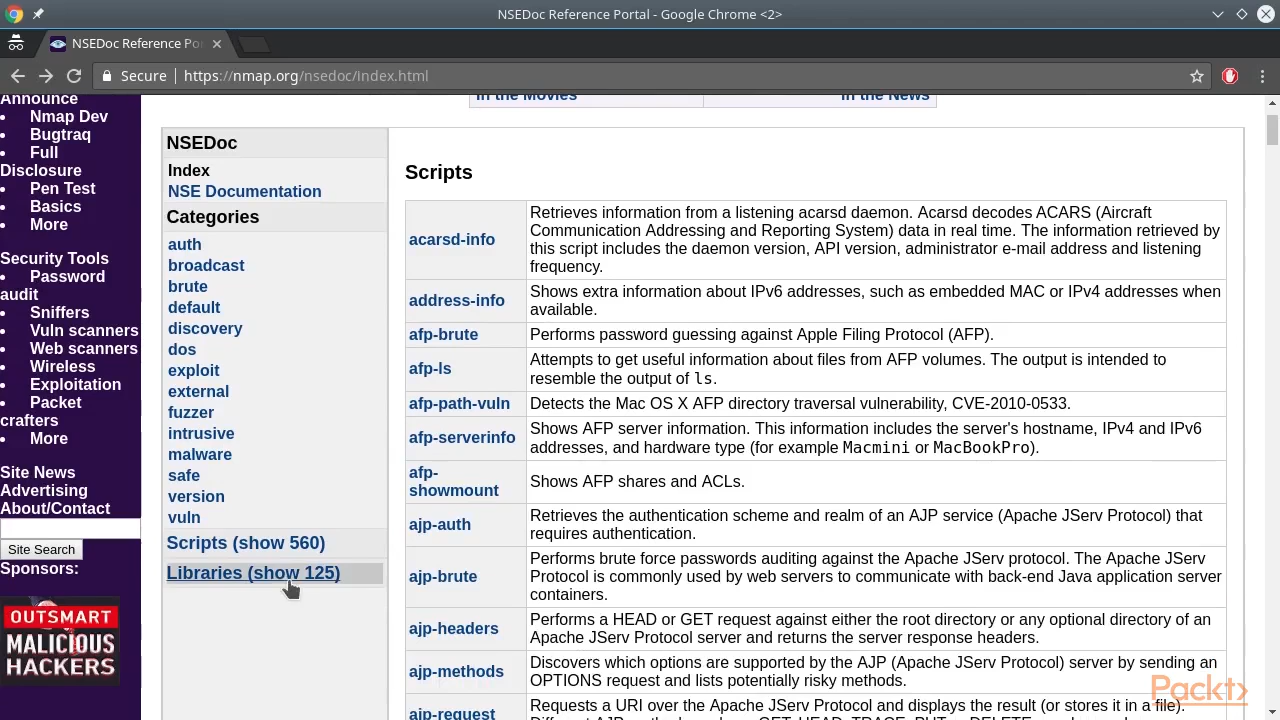 NSEDoc Reference Portal - Google Chrome <2>
NSEDoc Reference Po
Secure
https://nmap.org/nsedoc/index.html
Announce
• Nmap Dev
• Bugtraq
• Full
Disclosure
• Pen Test
• Basics
• More
Security Tools
• Password
audit
• Sniffers
• Vuln scanners
• Web scanners
• Wireless
• Exploitation
• Packet
crafters
• More
Site News
Advertising
About/Contact
Site Search
Sponsors:
OUTSMART
MALICIOUS
HACKERS
In the Movies
In the News
NSEDoc
Index
NSE Documentation
Categories
auth
broadcast
brute
default
discovery
dos
exploit
external
fuzzer
intrusive
malware
safe
version
vuln
Scripts (show 560)
Libraries (show 125)
Scripts
acarsd-info
Retrieves information from a listening acarsd daemon. Acarsd decodes ACARS (Aircraft
Communication Addressing and Reporting System) data in real time. The information retrieved by
this script includes the daemon version, API version, administrator e-mail address and listening
frequency.
address-info
Shows extra information about IPv6 addresses, such as embedded MAC or IPv4 addresses when
available.
afp-brute
Performs password guessing against Apple Filing Protocol (AFP).
afp-ls
Attempts to get useful information about files from AFP volumes. The output is intended to
resemble the output of ls.
afp-path-vuln
Detects the Mac OS X AFP directory traversal vulnerability, CVE-2010-0533.
afp-serverinfo
Shows AFP server information. This information includes the server's hostname, IPv4 and IPv6
addresses, and hardware type (for example Macmini or MacBookPro).
afp-
showmount
Shows AFP shares and ACLs.
ajp-auth
Retrieves the authentication scheme and realm of an AJP service (Apache JServ Protocol) that
requires authentication.
ajp-brute
Performs brute force passwords auditing against the Apache JServ protocol. The Apache JServ
Protocol is commonly used by web servers to communicate with back-end Java application server
containers.
ajp-headers
Performs a HEAD or GET request against either the root directory or any optional directory of an
Apache JServ Protocol server and returns the server response headers.
ajp-methods
Discovers which options are supported by the AJP (Apache JServ Protocol) server by sending an
OPTIONS request and lists potentially risky methods.
ajp-request
Requests a URI over the Apache JServ Protocol and displays the result (or stores it in a file).
Packt